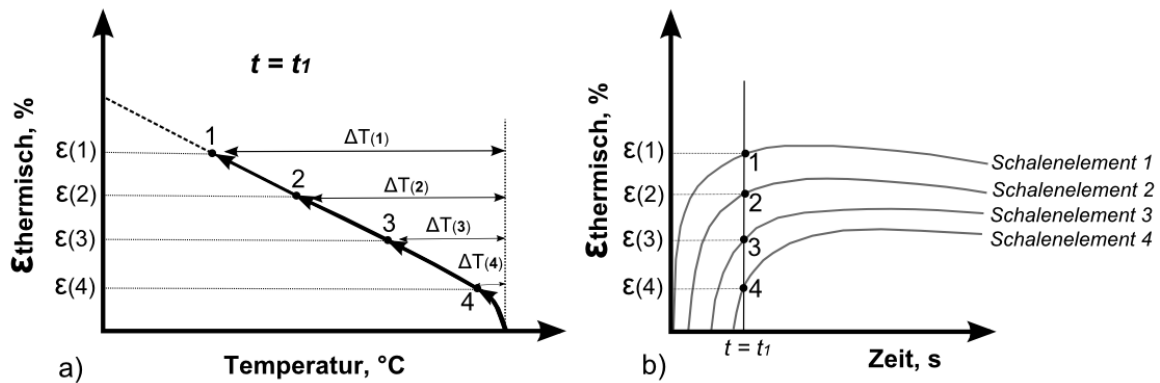 t = t1
εthermisch, %
ε(1)
ε(2)
ε(3)
ε(4)
1
2
3
4
ΔT(1)
ΔT(2)
ΔT(3)
ΔT(4)
Temperatur, °C
a)
εthermisch, %
ε(1)
ε(2)
ε(3)
ε(4)
1
2
3
4
Schalenelement 1
Schalenelement 2
Schalenelement 3
Schalenelement 4
t = t1
Zeit, s
b)